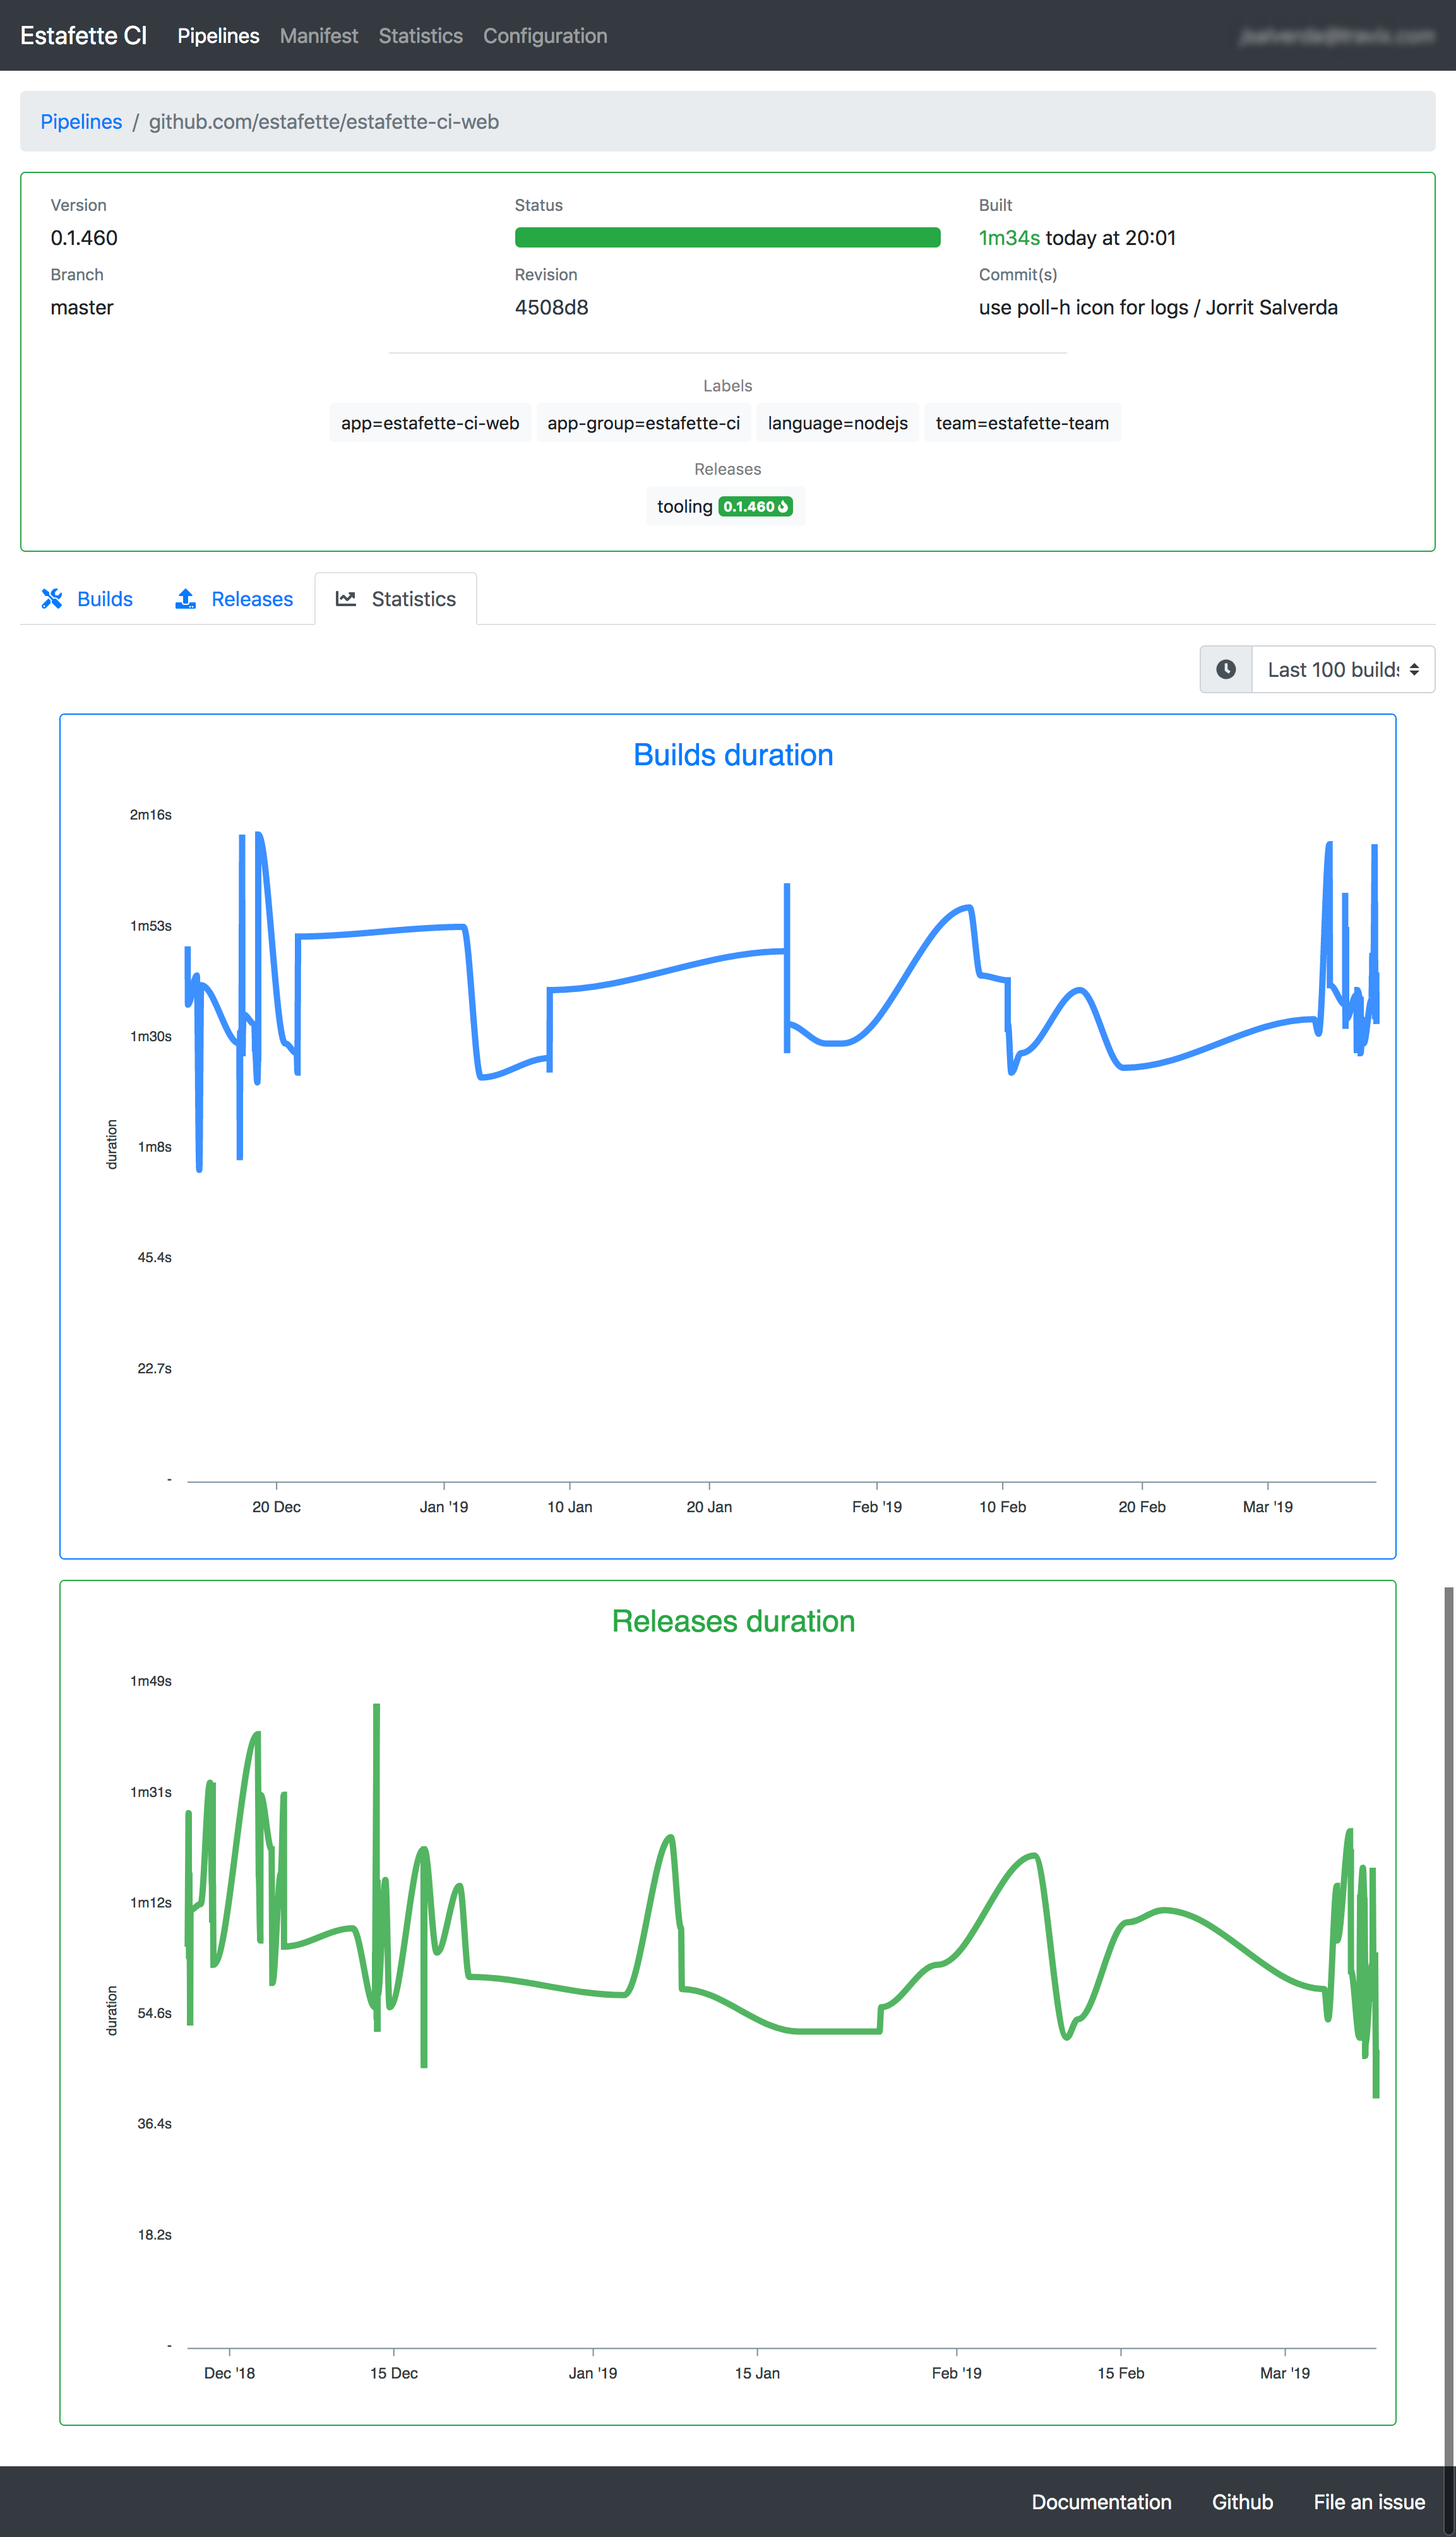 Estafette CI Pipelines Manifest Statistics Configuration
Pipelines / github.com/estafette/estafette-ci-web
Version Status Built
0.1.460 1m34s today at 20:01
Branch Revision Commit(s)
master 4508d8 use poll-h icon for logs / Jorrit Salverda
Labels
app=estafette-ci-web app-group=estafette-ci language=nodejs team=estafette-team
Releases
tooling 0.1.460
Builds Releases Statistics
Last 100 builds
Builds duration
2m16s
1m53s
1m30s
duration
1m8s
45.4s
22.7s
-
20 Dec Jan '19 10 Jan 20 Jan Feb '19 10 Feb 20 Feb Mar '19
Releases duration
1m49s
1m31s
1m12s
duration
54.6s
36.4s
18.2s
-
Dec '18 15 Dec Jan '19 15 Jan Feb '19 15 Feb Mar '19
Documentation Github File an issue